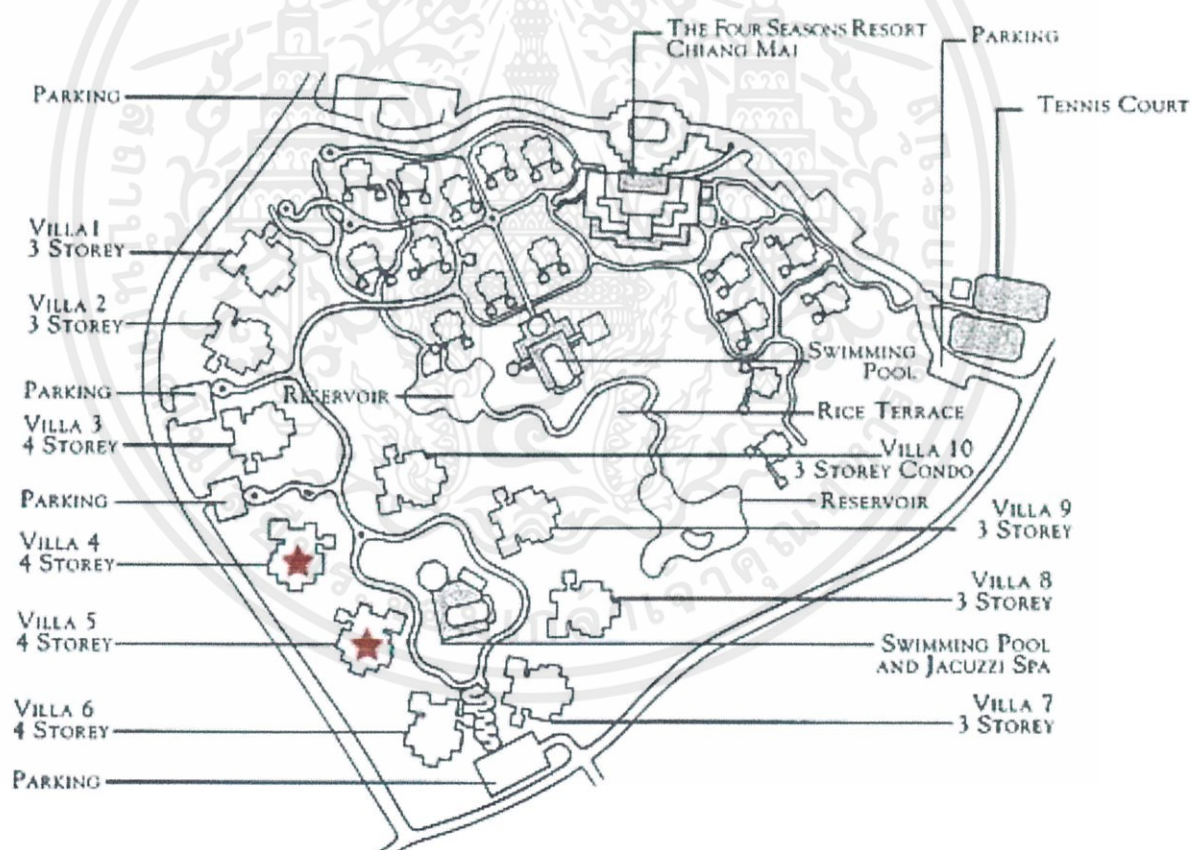 THE FOUR SEASONS RESORT
CHIANG MAI
PARKING
PARKING
TENNIS COURT
VILLA 1
3 STOREY
VILLA 2
3 STOREY
PARKING
RESERVOIR
SWIMMING
POOL
VILLA 3
4 STOREY
RICE TERRACE
VILLA 10
3 STOREY CONDO
PARKING
RESERVOIR
VILLA 9
3 STOREY
VILLA 4
4 STOREY
VILLA 8
3 STOREY
VILLA 5
4 STOREY
SWIMMING POOL
AND JACUZZI SPA
VILLA 6
4 STOREY
VILLA 7
3 STOREY
PARKING